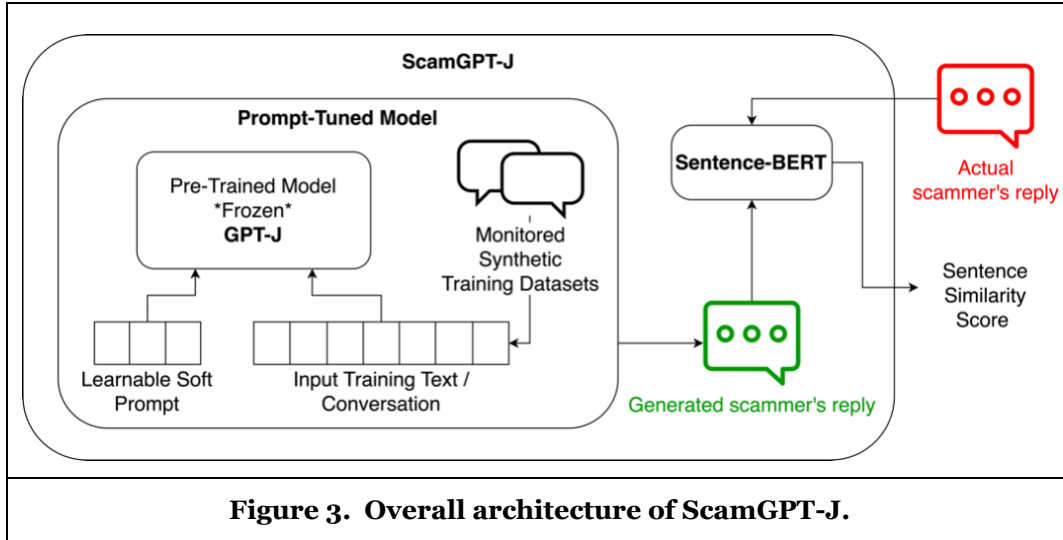 ScamGPT-J
Prompt-Tuned Model
Pre-Trained Model
*Frozen*
GPT-J
Monitored
Synthetic
Training Datasets
Learnable Soft
Prompt
Input Training Text /
Conversation
Sentence-BERT
Generated scammer's reply
Actual
scammer's reply
Sentence
Similarity
Score
Figure 3. Overall architecture of ScamGPT-J.